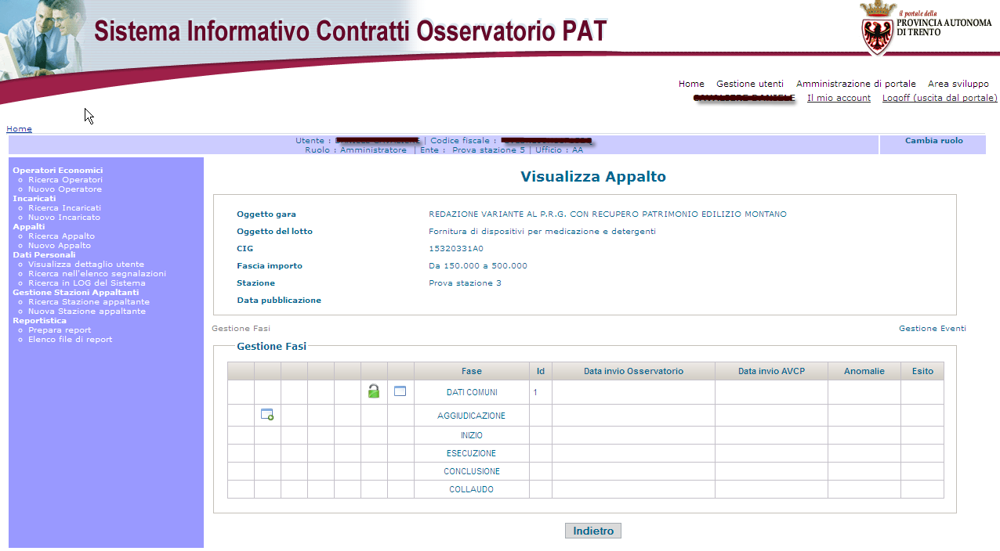 Sistema Informativo Contratti Osservatorio PAT
il portale della
PROVINCIA AUTONOMA
DI TRENTO
Home Gestione utenti Amministrazione di portale Area sviluppo
Il mio account Logoff (uscita dal portale)
Home
Utente : | Codice fiscale :
Ruolo : Amministratore | Ente : Prova stazione 5 | Ufficio : AA
Cambia ruolo
Operatori Economici
Ricerca Operatori
Nuovo Operatore
Incaricati
Ricerca Incaricati
Nuovo Incaricato
Appalti
Ricerca Appalto
Nuovo Appalto
Dati Personali
Visualizza dettaglio utente
Ricerca nell'elenco segnalazioni
Ricerca in LOG del Sistema
Gestione Stazioni Appaltanti
Ricerca Stazione appaltante
Nuova Stazione appaltante
Reportistica
Prepara report
Elenco file di report
Visualizza Appalto
Oggetto gara REDAZIONE VARIANTE AL P.R.G. CON RECUPERO PATRIMONIO EDILIZIO MONTANO
Oggetto del lotto Fornitura di dispositivi per medicazione e detergenti
CIG 15320331A0
Fascia importo Da 150.000 a 500.000
Stazione Prova stazione 3
Data pubblicazione
Gestione Fasi Gestione Eventi
Gestione Fasi
Fase Id Data invio Osservatorio Data invio AVCP Anomalie Esito
DATI COMUNI 1
AGGIUDICAZIONE
INIZIO
ESECUZIONE
CONCLUSIONE
COLLAUDO
Indietro